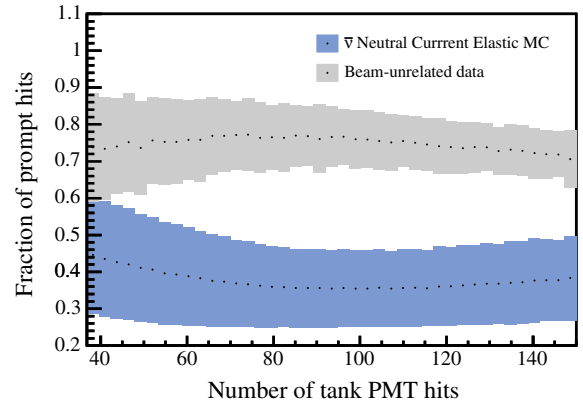 1.1
1
0.9
0.8
0.7
0.6
0.5
0.4
0.3
0.2
Fraction of prompt hits
ν̅ Neutral Currrent Elastic MC
Beam-unrelated data
40 60 80 100 120 140
Number of tank PMT hits